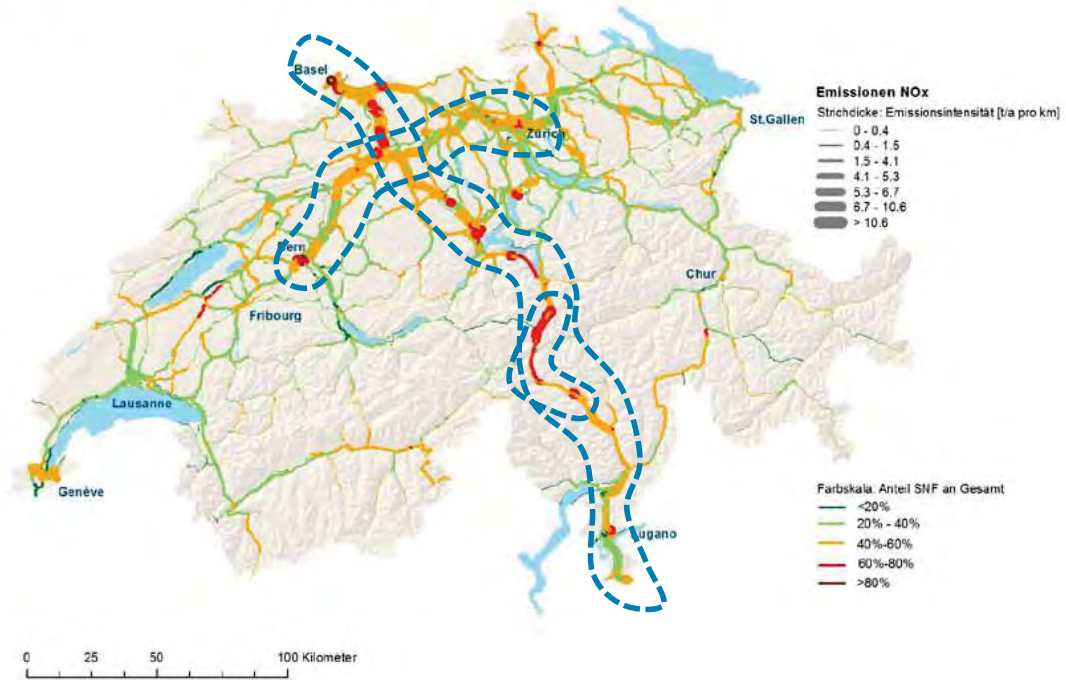 Basel
Zürich
St.Gallen
Bern
Fribourg
Chur
Lausanne
Genève
Lugano
Emissionen NOx
Strichdicke: Emissionsintensität [t/a pro km]
0 - 0.4
0.4 - 1.5
1.5 - 4.1
4.1 - 5.3
5.3 - 6.7
6.7 - 10.6
> 10.6
Farbskala: Anteil SNF an Gesamt
<20%
20% - 40%
40%-60%
60%-80%
>80%
0 25 50 100 Kilometer